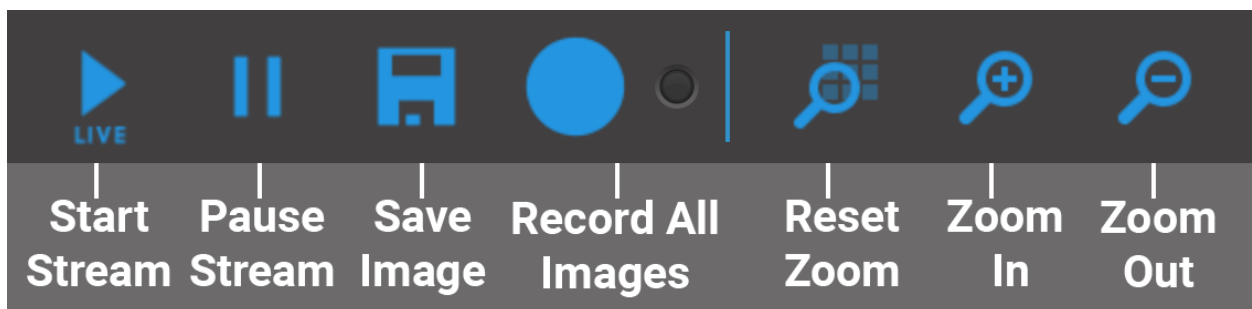 LIVE
Start Stream
Pause Stream
Save Image
Record All Images
Reset Zoom
Zoom In
Zoom Out